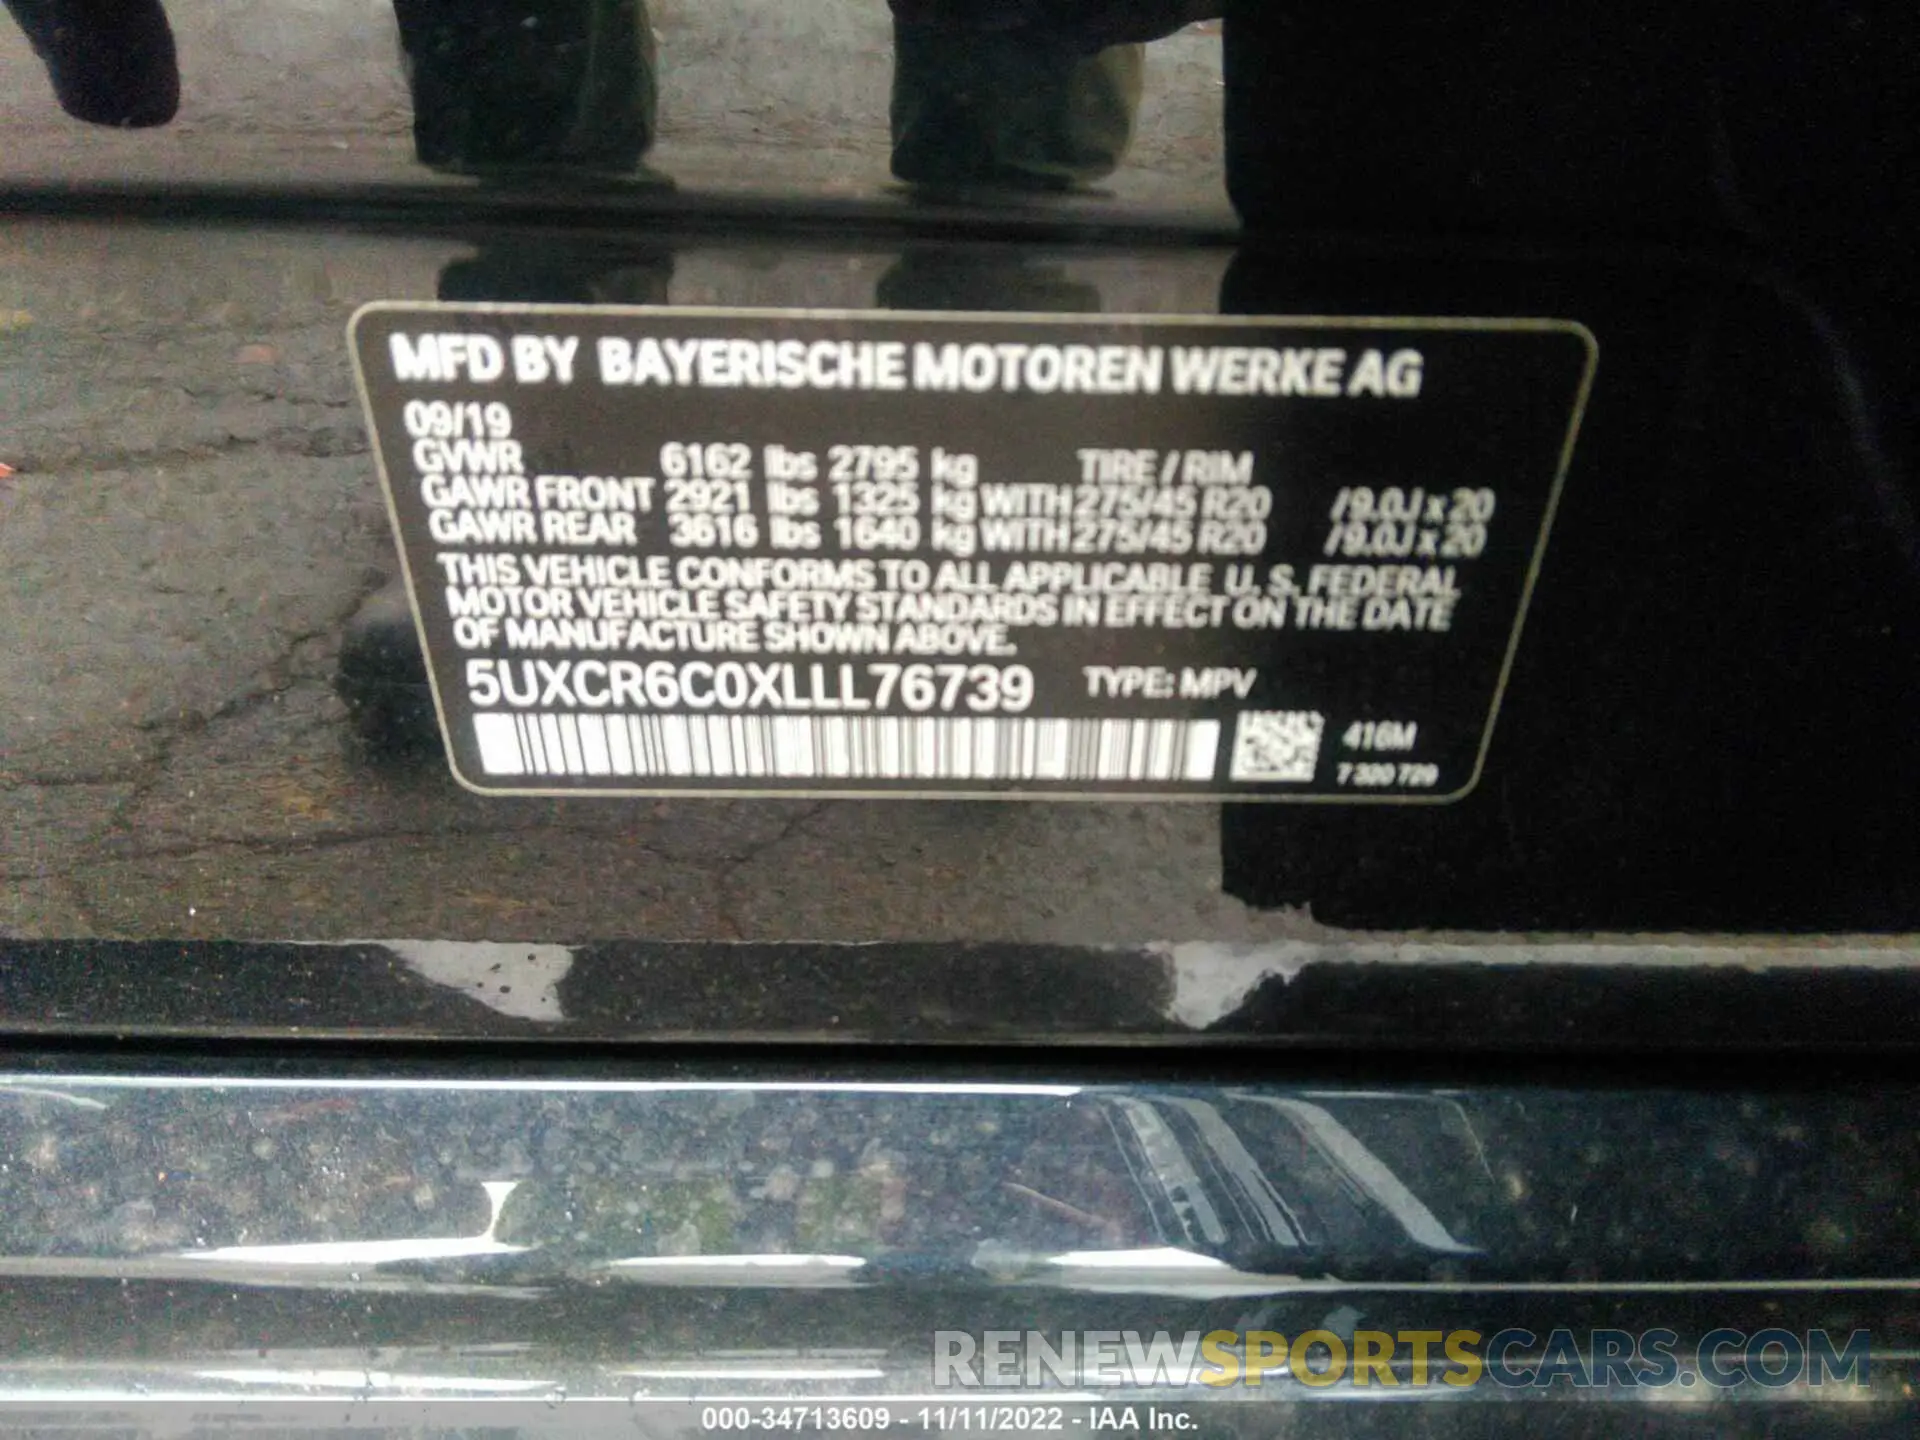 MFD BY BAYERISCHE MOTOREN WERKE AG
09/19
GVWR 6162 lbs 2795 kg TIRE / RIM
GAWR FRONT 2921 lbs 1325 kg WITH 275/45 R20 / 9.0J x 20
GAWR REAR 3616 lbs 1640 kg WITH 275/45 R20 / 9.0J x 20
THIS VEHICLE CONFORMS TO ALL APPLICABLE U. S. FEDERAL
MOTOR VEHICLE SAFETY STANDARDS IN EFFECT ON THE DATE
OF MANUFACTURE SHOWN ABOVE.
5UXCR6C0XLLL76739 TYPE: MPV
416M
7 320 729
RENEWSPORTSCARS.COM
000-34713609 - 11/11/2022 - IAA Inc.